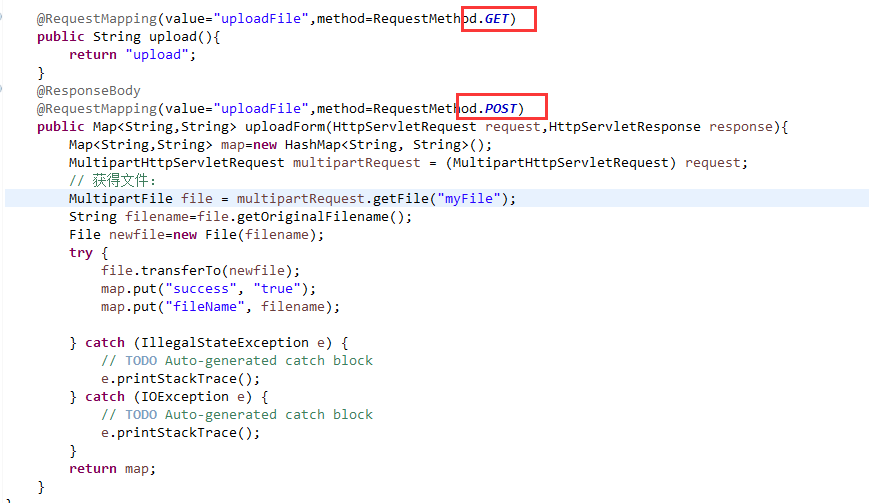 @RequestMapping(value="uploadFile",method=RequestMethod.GET)
public String upload(){
return "upload";
}
@ResponseBody
@RequestMapping(value="uploadFile",method=RequestMethod.POST)
public Map<String,String> uploadForm(HttpServletRequest request,HttpServletResponse response){
Map<String,String> map=new HashMap<String, String>();
MultipartHttpServletRequest multipartRequest = (MultipartHttpServletRequest) request;
// 获得文件:
MultipartFile file = multipartRequest.getFile("myFile");
String filename=file.getOriginalFilename();
File newfile=new File(filename);
try {
file.transferTo(newfile);
map.put("success", "true");
map.put("fileName", filename);
} catch (IllegalStateException e) {
// TODO Auto-generated catch block
e.printStackTrace();
} catch (IOException e) {
// TODO Auto-generated catch block
e.printStackTrace();
}
return map;
}